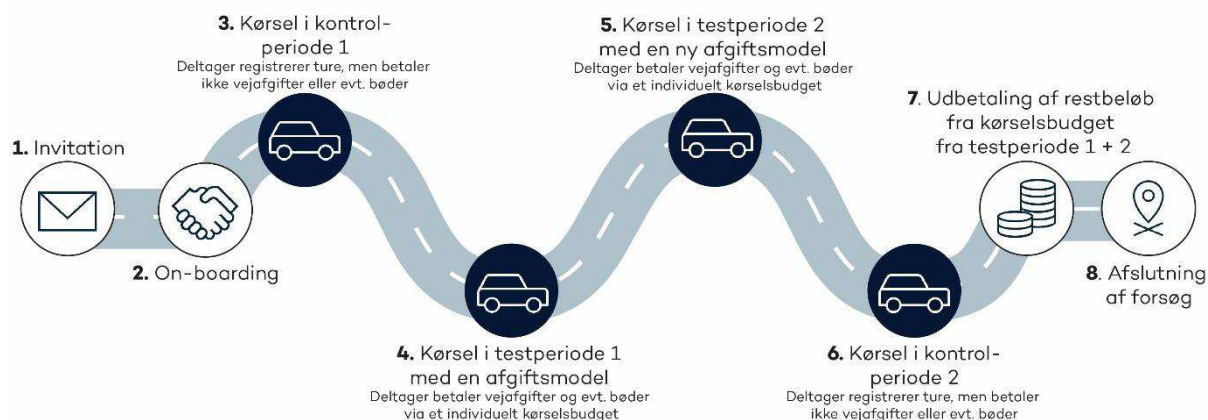 1. Invitation
2. On-boarding
3. Kørsel i kontrol-
periode 1
Deltager registrerer ture, men betaler
ikke vejafgifter eller evt. bøder
4. Kørsel i testperiode 1
med en afgiftsmodel
Deltager betaler vejafgifter og evt. bøder
via et individuelt kørselsbudget
5. Kørsel i testperiode 2
med en ny afgiftsmodel
Deltager betaler vejafgifter og evt. bøder
via et individuelt kørselsbudget
6. Kørsel i kontrol-
periode 2
Deltager registrerer ture, men betaler
ikke vejafgifter eller evt. bøder
7. Udbetaling af restbeløb
fra kørselsbudget
fra testperiode 1 + 2
8. Afslutning
af forsøg